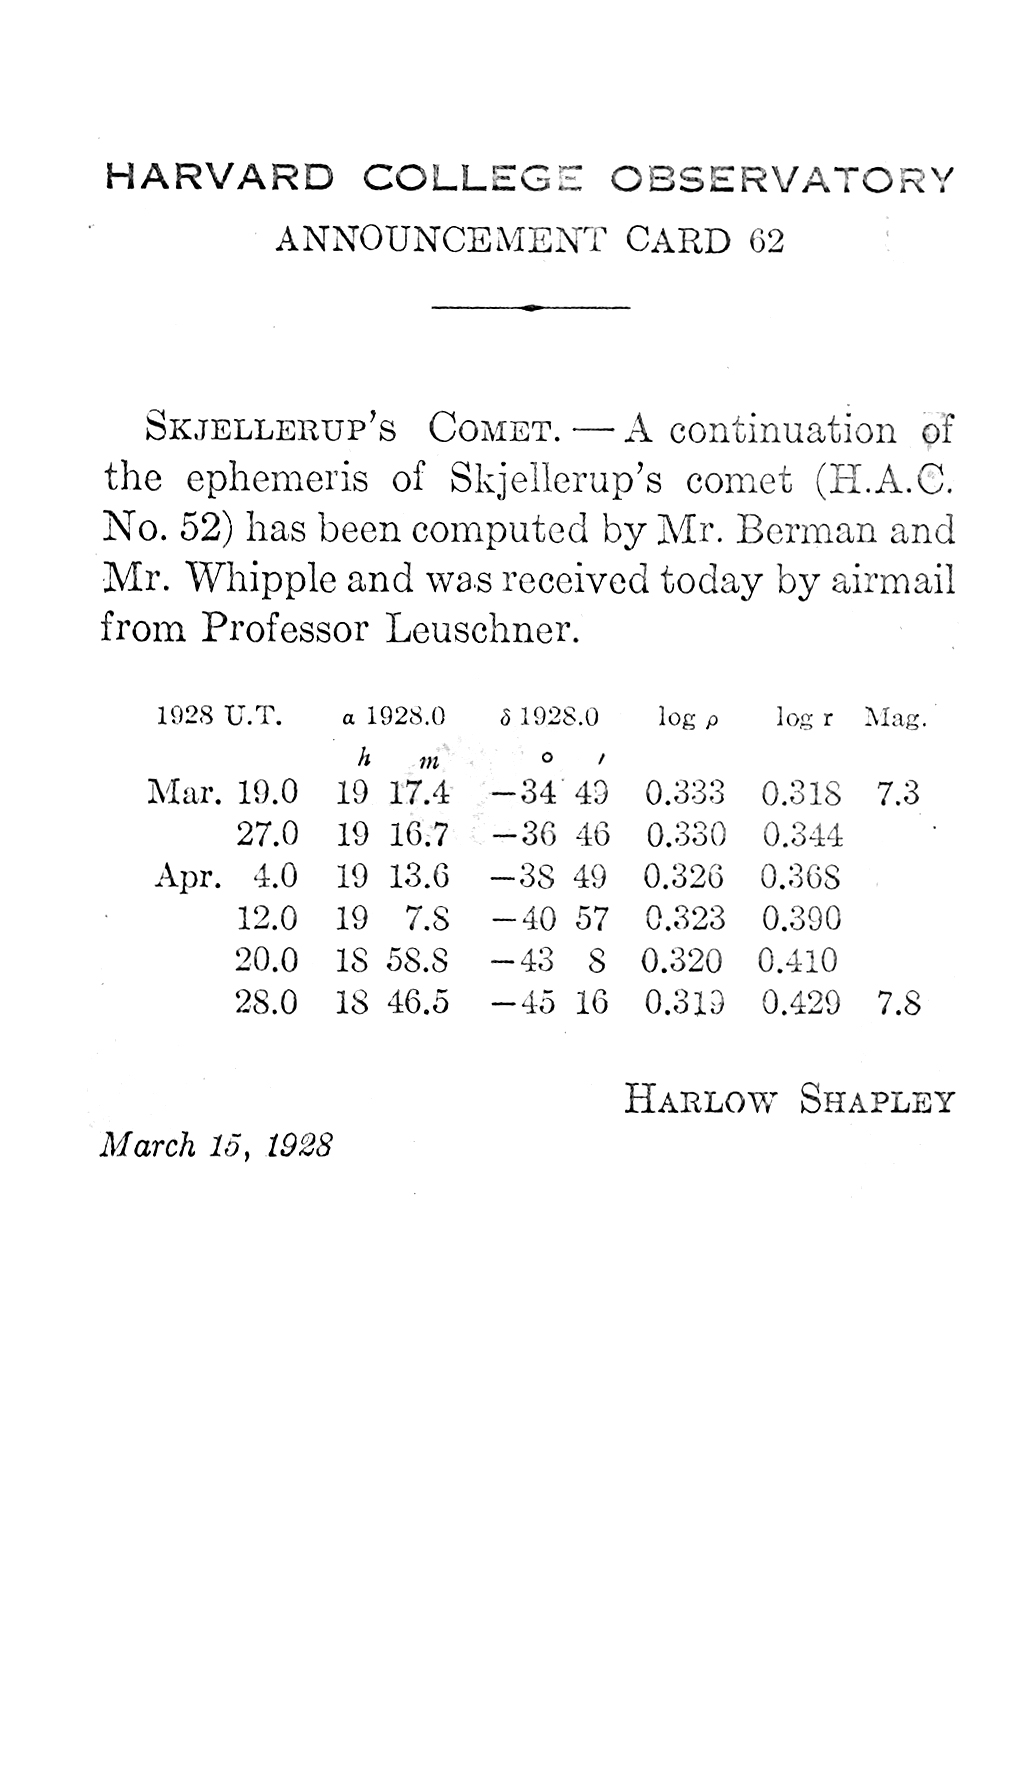 HARVARD COLLEGE OBSERVATORY
ANNOUNCEMENT CARD 62
SKJELLERUP'S COMET. — A continuation of
the ephemeris of Skjellerup's comet (H.A.C.
No. 52) has been computed by Mr. Berman and
Mr. Whipple and was received today by airmail
from Professor Leuschner.
1928 U.T. α 1928.0 δ 1928.0 log ρ log r Mag.
h m ° ′
Mar. 19.0 19 17.4 −34 49 0.333 0.318 7.3
27.0 19 16.7 −36 46 0.330 0.344
Apr. 4.0 19 13.6 −38 49 0.326 0.368
12.0 19 7.8 −40 57 0.323 0.390
20.0 18 58.8 −43 8 0.320 0.410
28.0 18 46.5 −45 16 0.319 0.429 7.8
HARLOW SHAPLEY
March 15, 1928